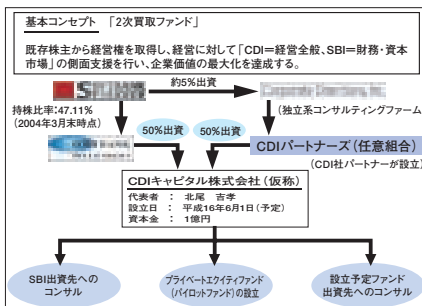 基本コンセプト 「2次買取ファンド」
既存株主から経営権を取得し、経営に対して「CDI=経営全般、SBI=財務・資本
市場」の側面支援を行い、企業価値の最大化を達成する。
約5%出資
持株比率:47.11%
(2004年3月末時点)
(独立系コンサルティングファーム)
50%出資
50%出資
CDIパートナーズ(任意組合)
(CDI社パートナーが設立)
CDIキャピタル株式会社(仮称)
代表者 : 北尾 吉孝
設立日 : 平成16年6月1日(予定)
資本金 : 1億円
SBI出資先への
コンサル
プライベートエクイティファンド
(パイロットファンド)の設立
設立予定ファンド
出資先へのコンサル